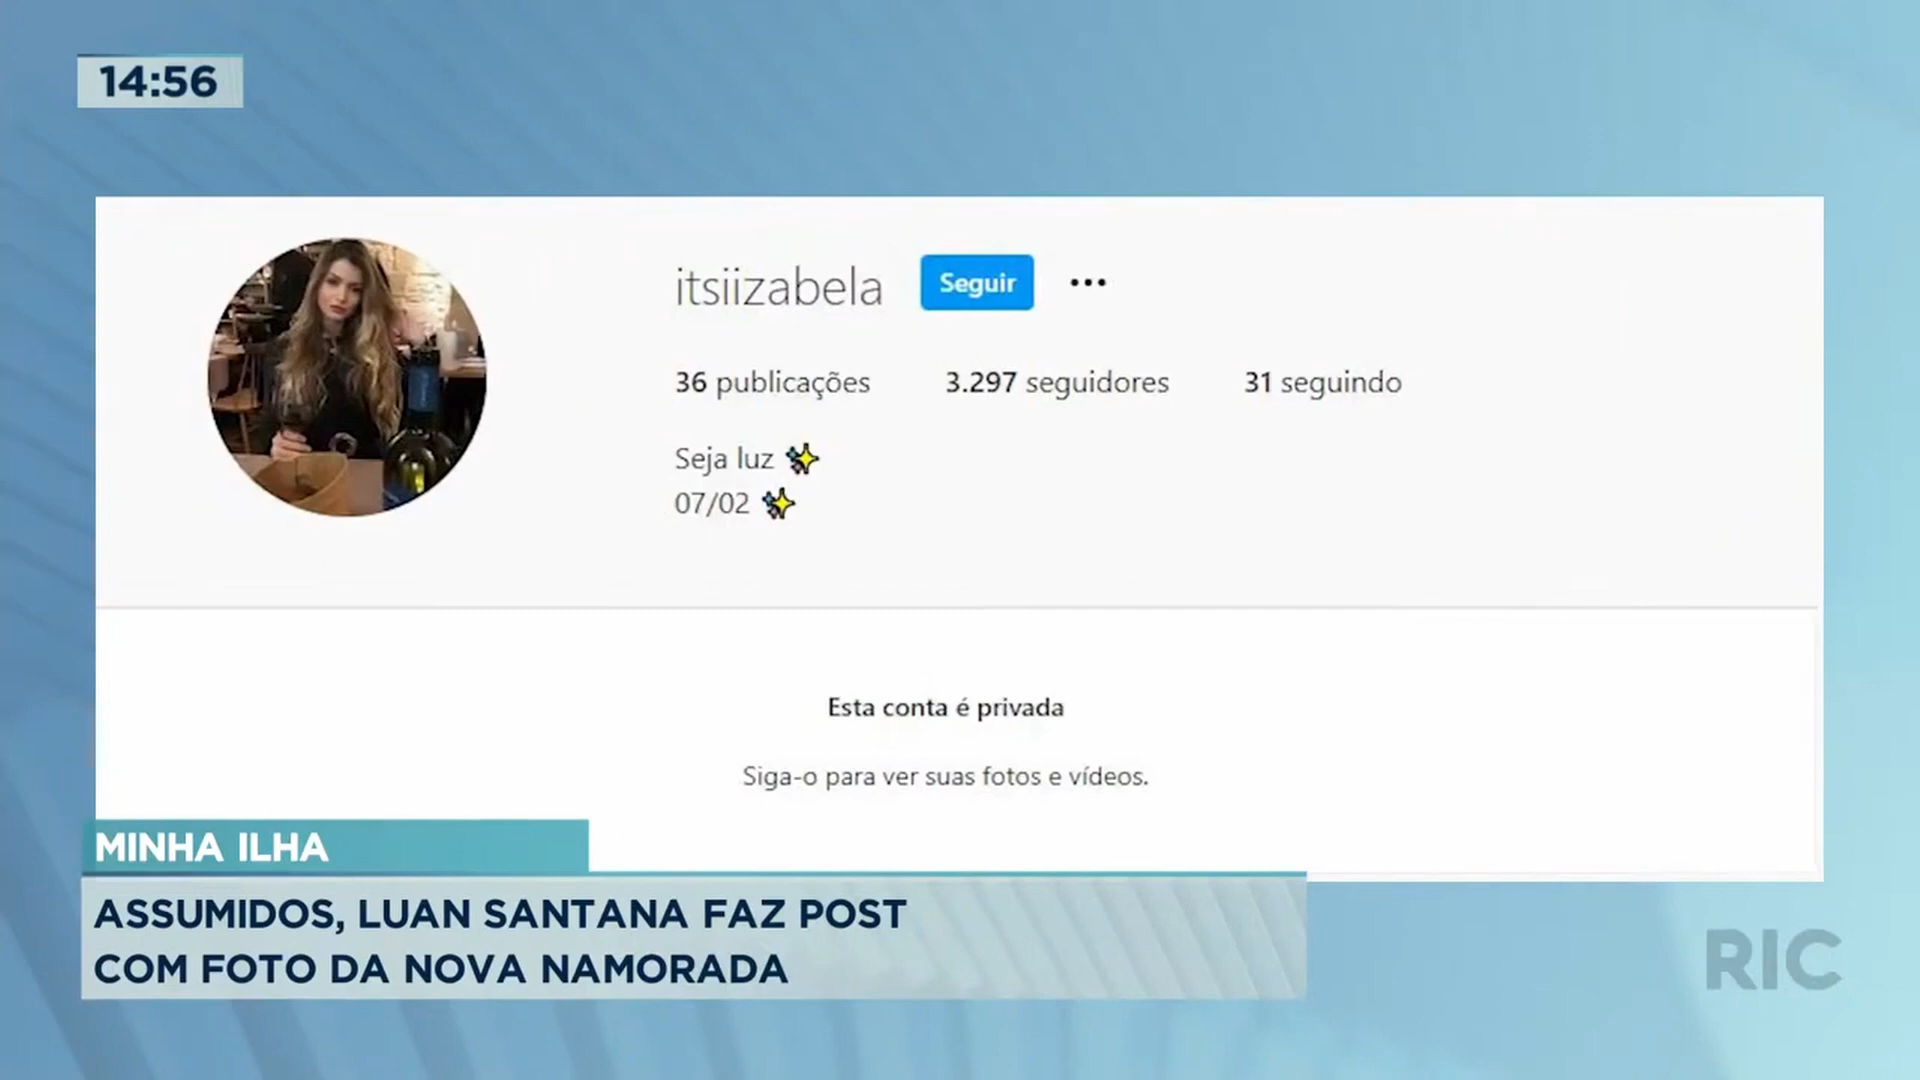 14:56
itsiizabela Seguir
36 publicações 3.297 seguidores 31 seguindo
Seja luz ✨
07/02 ✨
Esta conta é privada
Siga-o para ver suas fotos e vídeos.
MINHA ILHA
ASSUMIDOS, LUAN SANTANA FAZ POST
COM FOTO DA NOVA NAMORADA
RIC